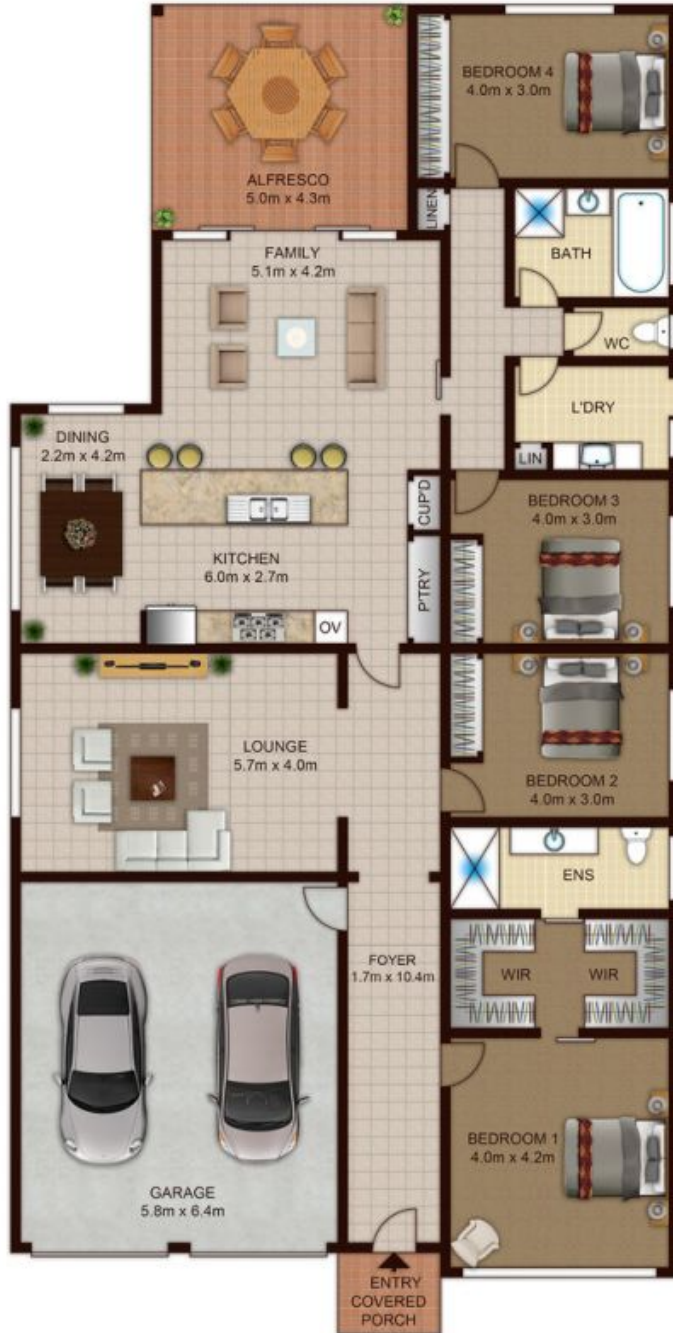 BEDROOM 4
4.0m x 3.0m
ALFRESCO
5.0m x 4.3m
LINEN
BATH
FAMILY
5.1m x 4.2m
WC
L'DRY
LIN
DINING
2.2m x 4.2m
CUP'D
BEDROOM 3
4.0m x 3.0m
KITCHEN
6.0m x 2.7m
P'TRY
OV
LOUNGE
5.7m x 4.0m
BEDROOM 2
4.0m x 3.0m
ENS
FOYER
1.7m x 10.4m
WIR
WIR
BEDROOM 1
4.0m x 4.2m
GARAGE
5.8m x 6.4m
ENTRY
COVERED
PORCH